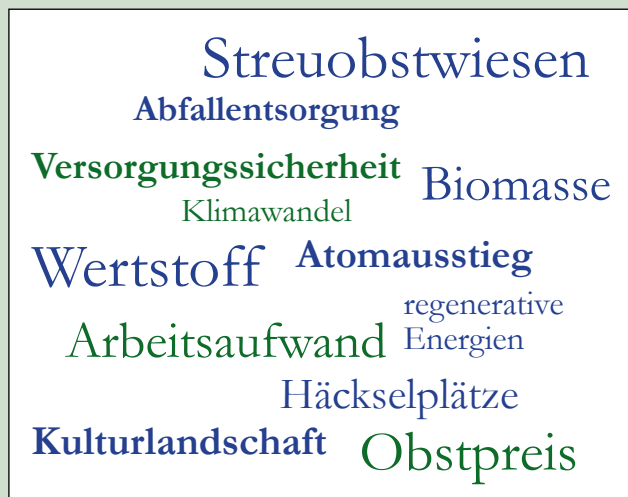 Streuobstwiesen
Abfallentsorgung
Versorgungssicherheit
Biomasse
Klimawandel
Wertstoff
Atomausstieg
regenerative
Energien
Arbeitsaufwand
Häckselplätze
Kulturlandschaft
Obstpreis